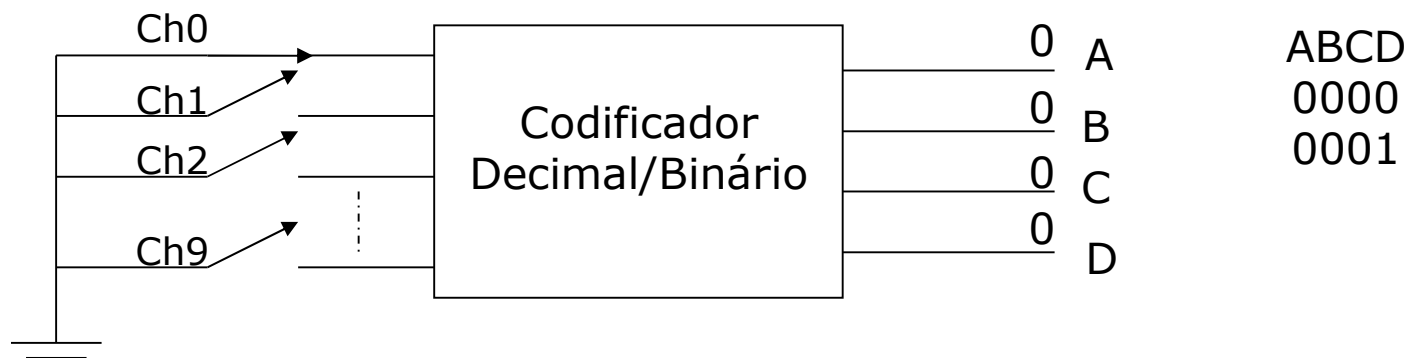 Ch0
Ch1
Ch2
Ch9
Codificador
Decimal/Binário
0 A
0 B
0 C
0 D
ABCD
0000
0001